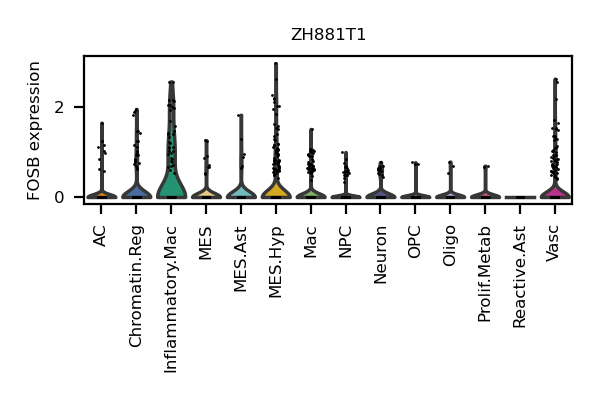 ZH881T1
FOSB expression
2
0
AC
Chromatin.Reg
Inflammatory.Mac
MES
MES.Ast
MES.Hyp
Mac
NPC
Neuron
OPC
Oligo
Prolif.Metab
Reactive.Ast
Vasc